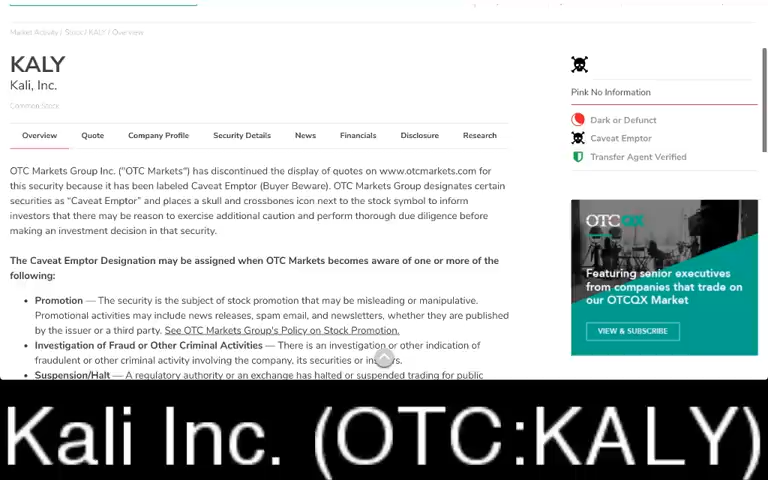 Market Activity / Stock / KALY / Overview
KALY
Kali, Inc.
Common Stock
Overview Quote Company Profile Security Details News Financials Disclosure Research
OTC Markets Group Inc. ("OTC Markets") has discontinued the display of quotes on www.otcmarkets.com for
this security because it has been labeled Caveat Emptor (Buyer Beware). OTC Markets Group designates certain
securities as “Caveat Emptor” and places a skull and crossbones icon next to the stock symbol to inform
investors that there may be reason to exercise additional caution and perform thorough due diligence before
making an investment decision in that security.
The Caveat Emptor Designation may be assigned when OTC Markets becomes aware of one or more of the
following:
• Promotion — The security is the subject of stock promotion that may be misleading or manipulative.
Promotional activities may include news releases, spam email, and newsletters, whether they are published
by the issuer or a third party. See OTC Markets Group's Policy on Stock Promotion.
• Investigation of Fraud or Other Criminal Activities — There is an investigation or other indication of
fraudulent or other criminal activity involving the company, its securities or
• Suspension/Halt — A regulatory authority or an exchange has halted or suspended trading for public
Pink No Information
Dark or Defunct
Caveat Emptor
Transfer Agent Verified
OTCQX
Featuring senior executives
from companies that trade on
our OTCQX Market
VIEW & SUBSCRIBE
Kali Inc. (OTC:KALY)